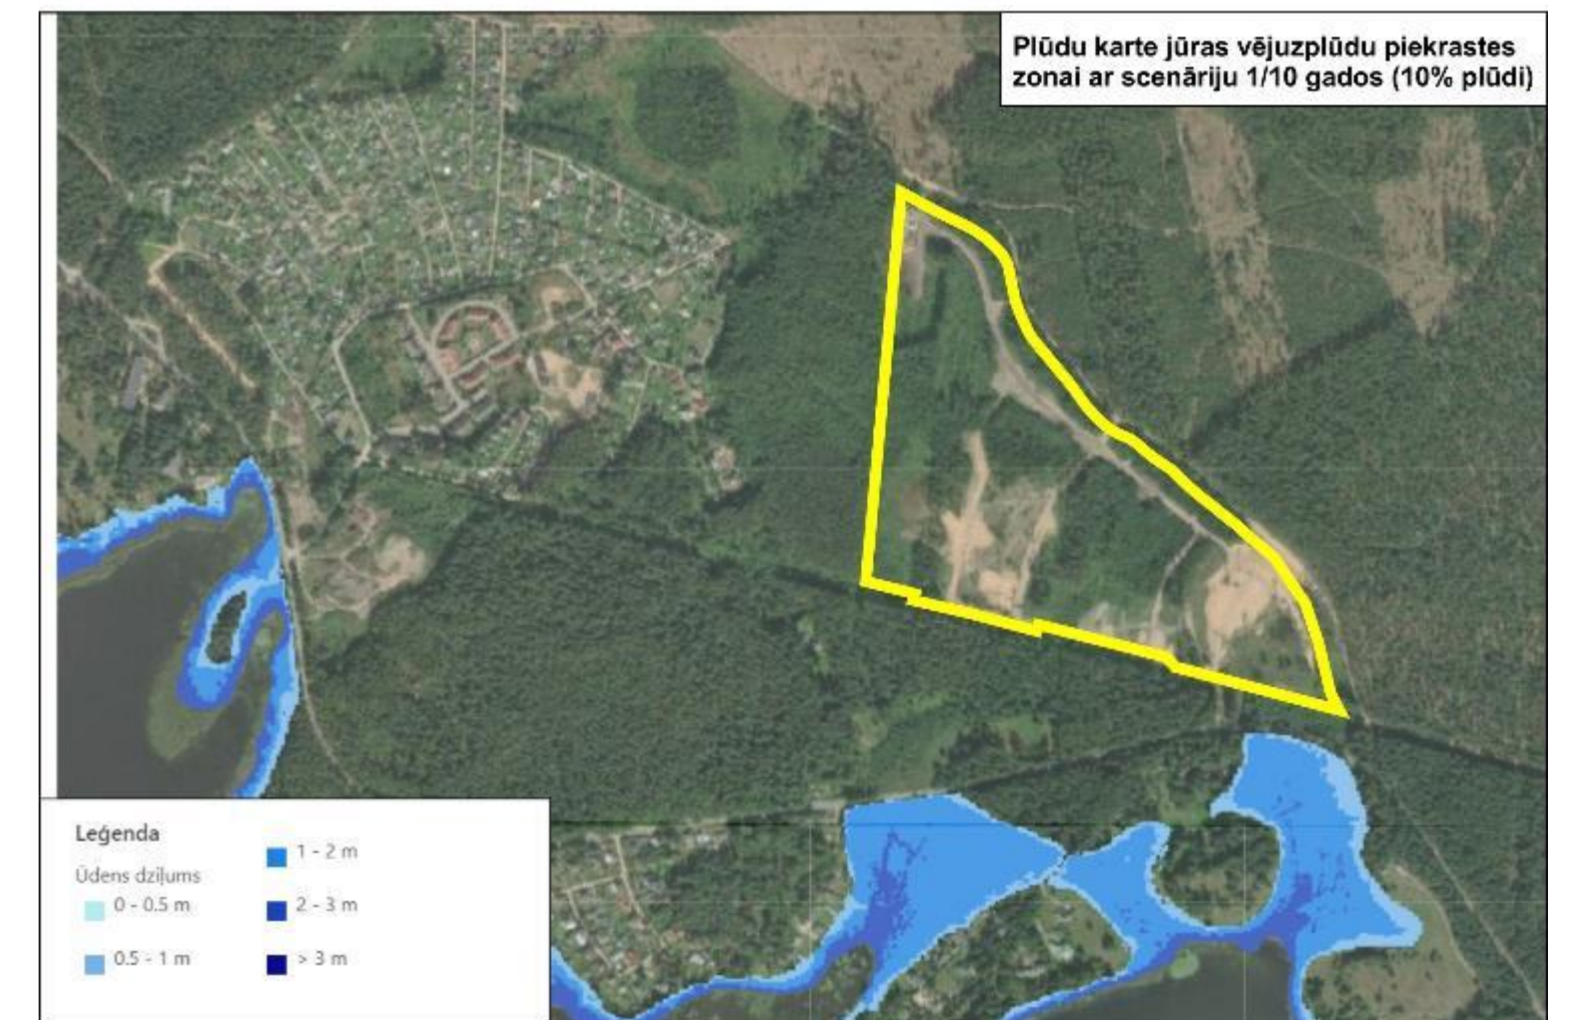 Plūdu karte jūras vējuzplūdu piekrastes
zonai ar scenāriju 1/10 gados (10% plūdi)
Leģenda
Ūdens dziļums
0 - 0.5 m
0.5 - 1 m
1 - 2 m
2 - 3 m
> 3 m